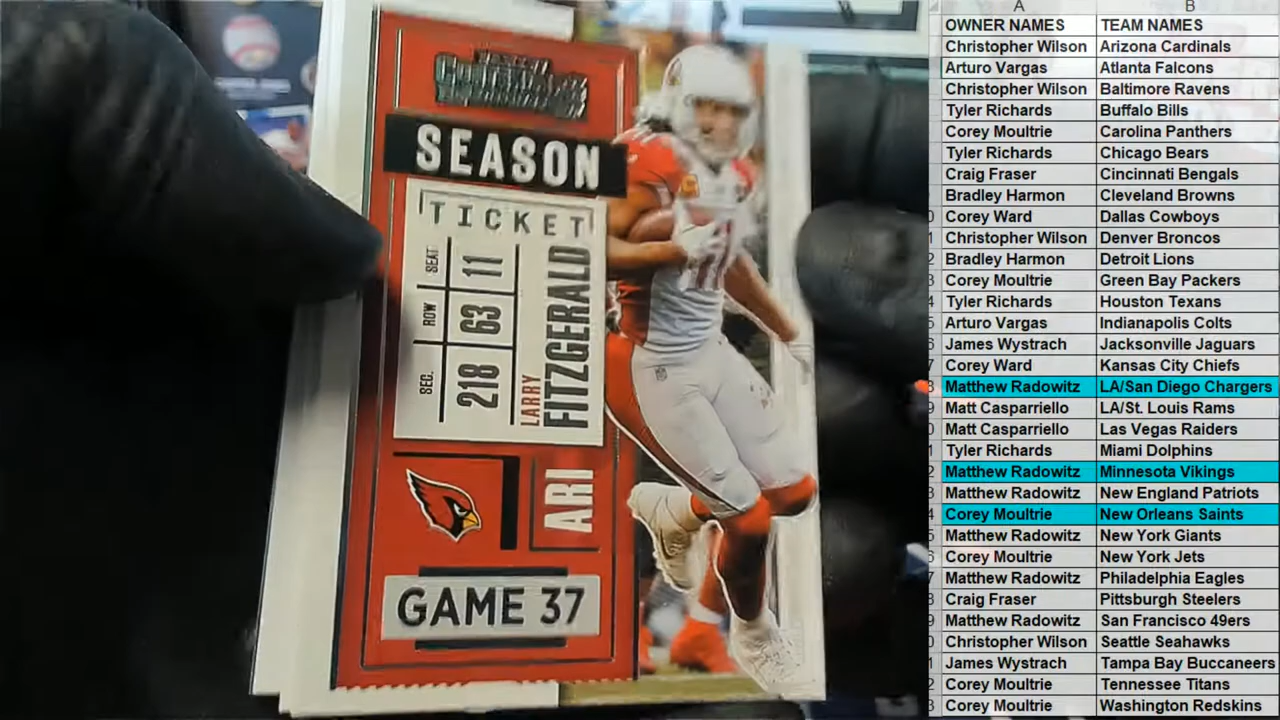 PANINI
CONTENDERS
SEASON
TICKET
SEAT 11
ROW 63
SEC. 218
LARRY
FITZGERALD
ARI
GAME 37
A B
OWNER NAMES TEAM NAMES
Christopher Wilson Arizona Cardinals
Arturo Vargas Atlanta Falcons
Christopher Wilson Baltimore Ravens
Tyler Richards Buffalo Bills
Corey Moultrie Carolina Panthers
Tyler Richards Chicago Bears
Craig Fraser Cincinnati Bengals
Bradley Harmon Cleveland Browns
Corey Ward Dallas Cowboys
Christopher Wilson Denver Broncos
Bradley Harmon Detroit Lions
Corey Moultrie Green Bay Packers
Tyler Richards Houston Texans
Arturo Vargas Indianapolis Colts
James Wystrach Jacksonville Jaguars
Corey Ward Kansas City Chiefs
Matthew Radowitz LA/San Diego Chargers
Matt Casparriello LA/St. Louis Rams
Matt Casparriello Las Vegas Raiders
Tyler Richards Miami Dolphins
Matthew Radowitz Minnesota Vikings
Matthew Radowitz New England Patriots
Corey Moultrie New Orleans Saints
Matthew Radowitz New York Giants
Corey Moultrie New York Jets
Matthew Radowitz Philadelphia Eagles
Craig Fraser Pittsburgh Steelers
Matthew Radowitz San Francisco 49ers
Christopher Wilson Seattle Seahawks
James Wystrach Tampa Bay Buccaneers
Corey Moultrie Tennessee Titans
Corey Moultrie Washington Redskins